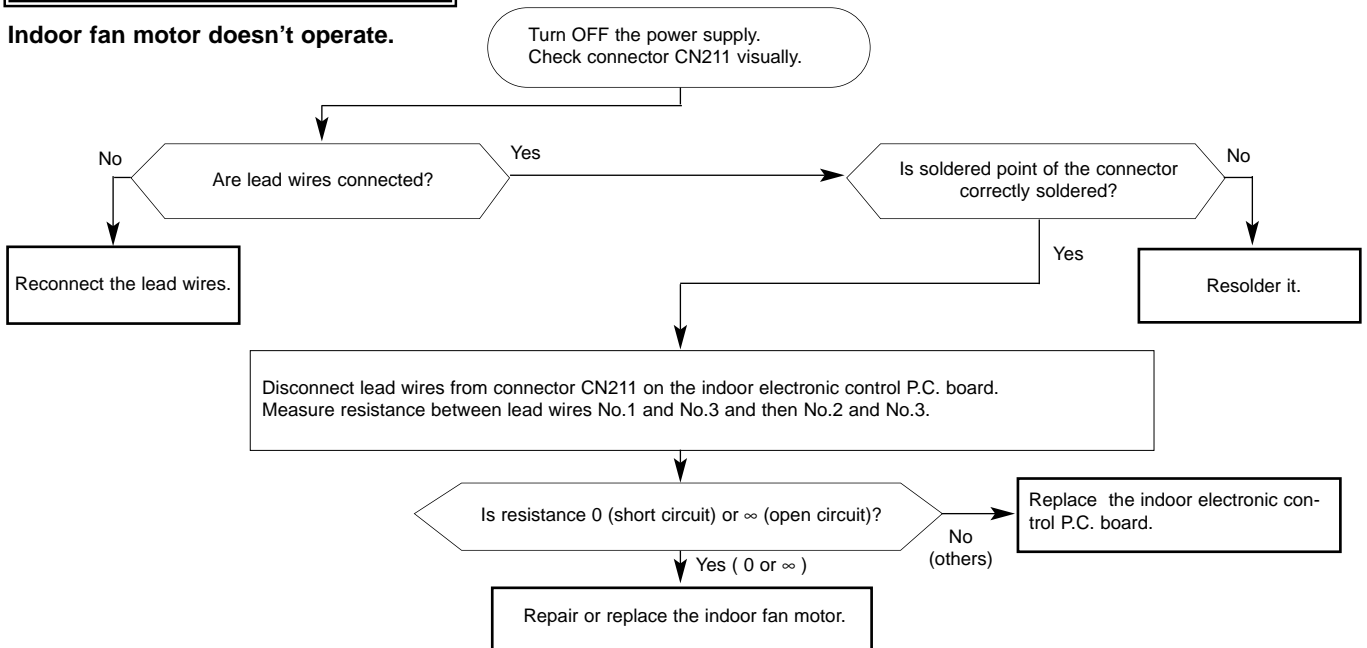 Indoor fan motor doesn’t operate.
Turn OFF the power supply.
Check connector CN211 visually.
No
Are lead wires connected?
Yes
Is soldered point of the connector
correctly soldered?
No
Reconnect the lead wires.
Yes
Resolder it.
Disconnect lead wires from connector CN211 on the indoor electronic control P.C. board.
Measure resistance between lead wires No.1 and No.3 and then No.2 and No.3.
Is resistance 0 (short circuit) or ∞ (open circuit)?
No
(others)
Replace the indoor electronic con-
trol P.C. board.
Yes ( 0 or ∞ )
Repair or replace the indoor fan motor.